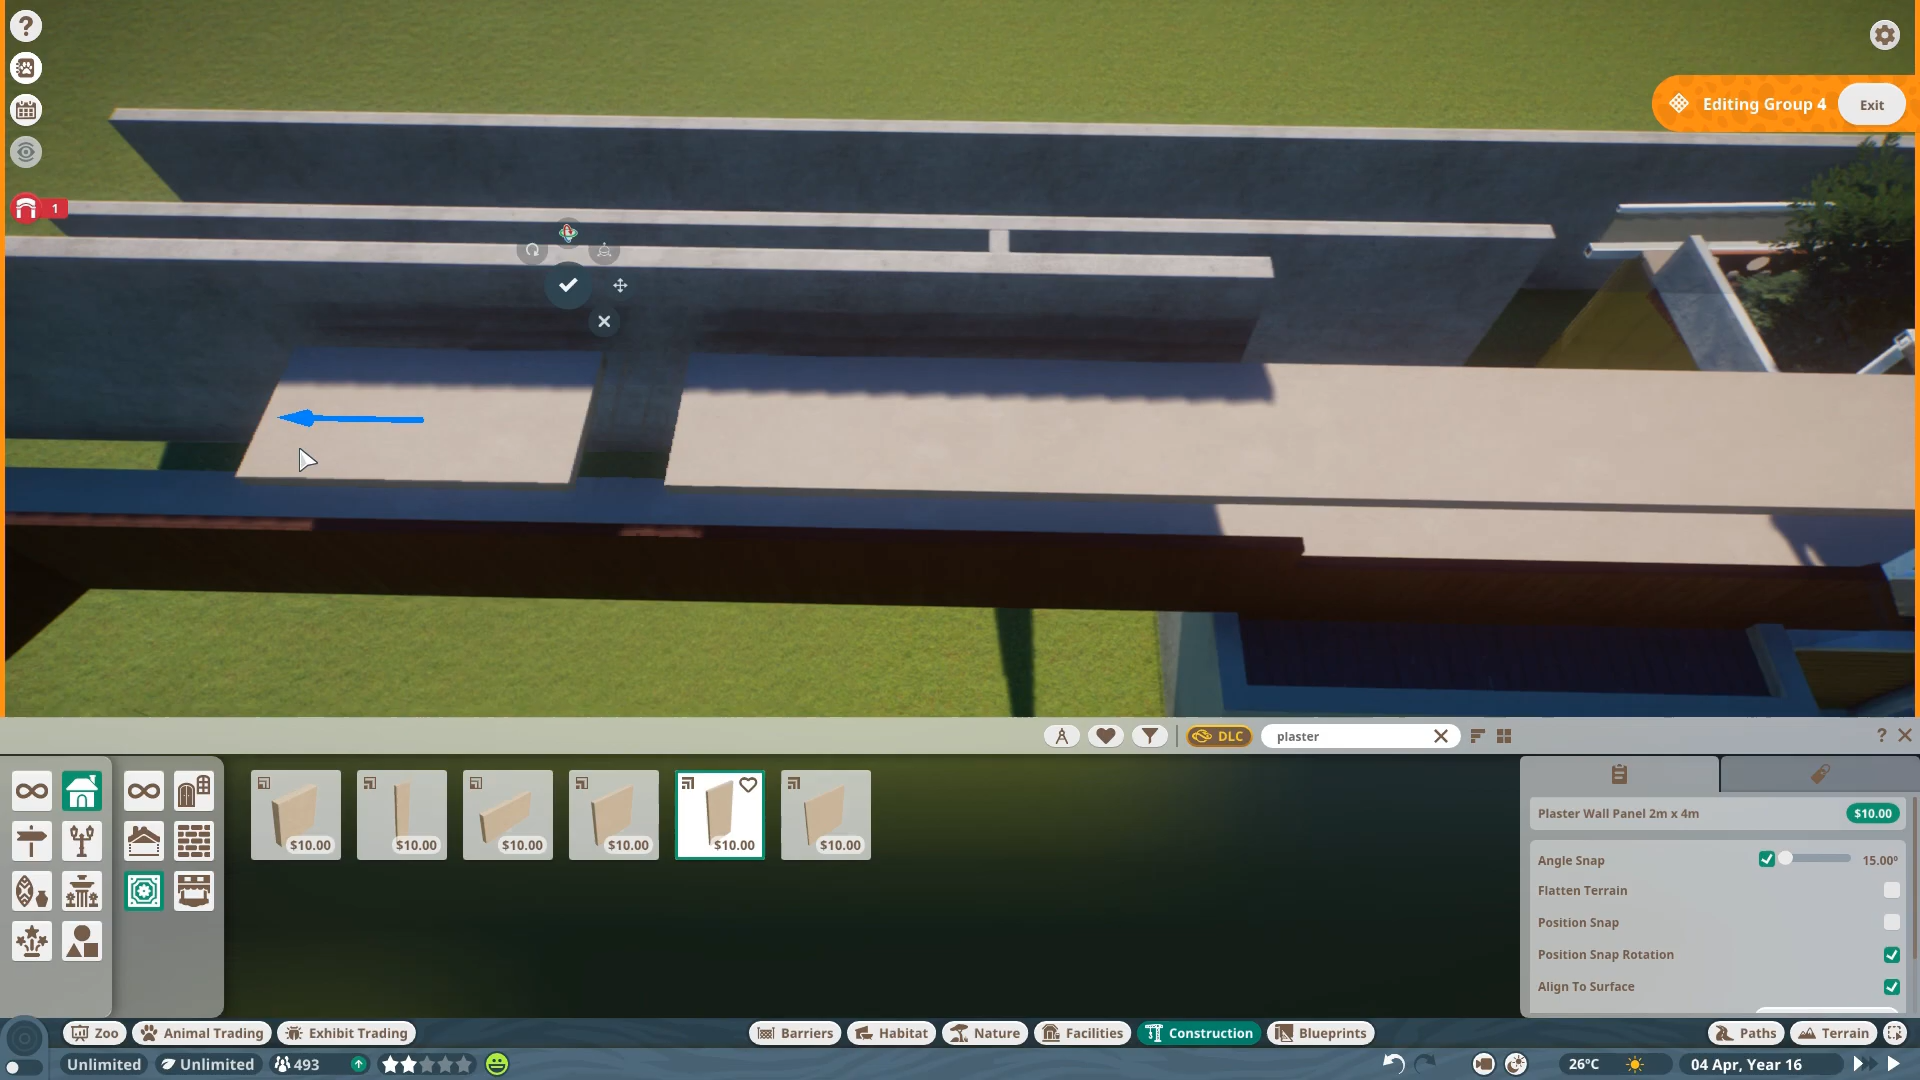 ?
Editing Group 4
Exit
1
DLC
plaster
?
$10.00
$10.00
$10.00
$10.00
$10.00
$10.00
Plaster Wall Panel 2m x 4m
$10.00
Angle Snap
15.00º
Flatten Terrain
Position Snap
Position Snap Rotation
Align To Surface
Zoo
Animal Trading
Exhibit Trading
Barriers
Habitat
Nature
Facilities
Construction
Blueprints
Paths
Terrain
Unlimited
Unlimited
493
26°C
04 Apr, Year 16